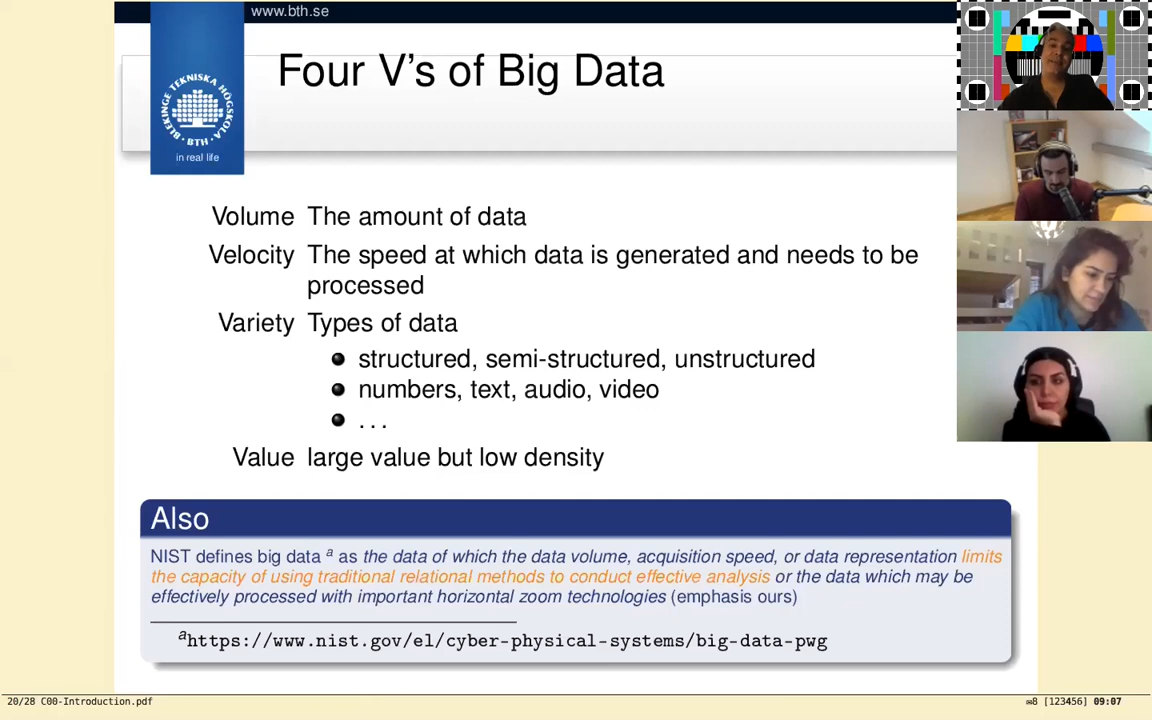 www.bth.se
Four V's of Big Data
BLEKINGE TEKNISKA HÖGSKOLA
BTH
in real life
Volume The amount of data
Velocity The speed at which data is generated and needs to be
processed
Variety Types of data
structured, semi-structured, unstructured
numbers, text, audio, video
. . .
Value large value but low density
Also
NIST defines big data a as the data of which the data volume, acquisition speed, or data representation limits
the capacity of using traditional relational methods to conduct effective analysis or the data which may be
effectively processed with important horizontal zoom technologies (emphasis ours)
a https://www.nist.gov/el/cyber-physical-systems/big-data-pwg
20/28 C00-Introduction.pdf
✉8 [123456] 09:07